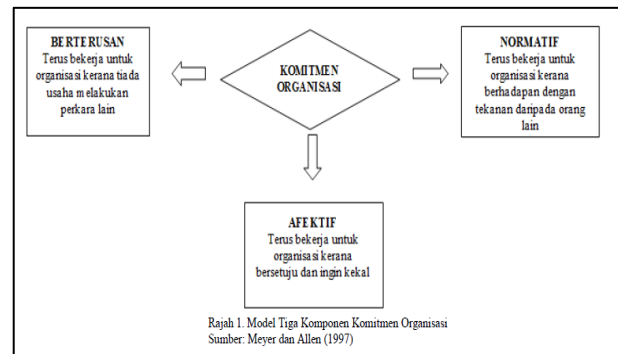 BERTERUSAN
Terus bekerja untuk
organisasi kerana tiada
usaha melakukan
perkara lain
KOMITMEN
ORGANISASI
NORMATIF
Terus bekerja untuk
organisasi kerana
berhadapan dengan
tekanan daripada orang
lain
AFEKTIF
Terus bekerja untuk
organisasi kerana
bersetuju dan ingin kekal
Rajah 1. Model Tiga Komponen Komitmen Organisasi
Sumber: Meyer dan Allen (1997)